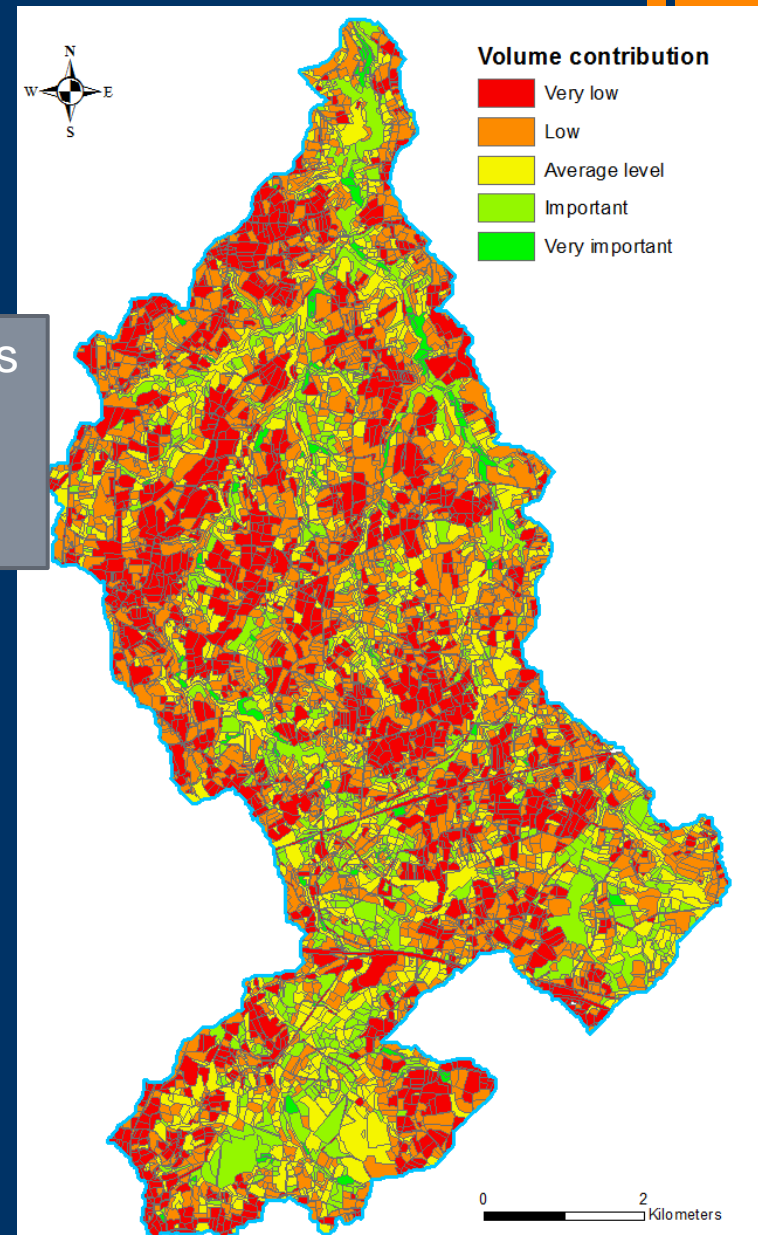 N
W E
S
Volume contribution
Very low
Low
Average level
Important
Very important
s
0 2
Kilometers